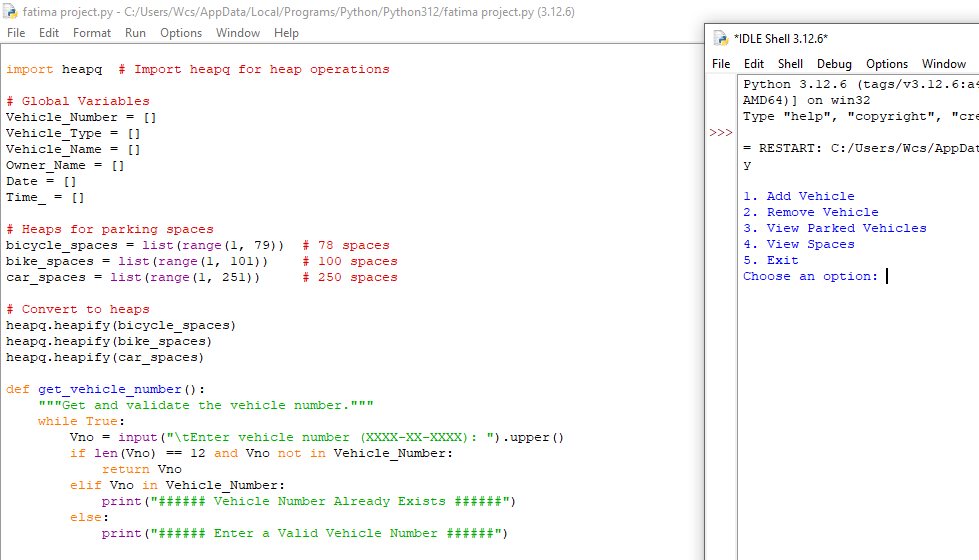 fatima project.py - C:/Users/Wcs/AppData/Local/Programs/Python/Python312/fatima project.py (3.12.6)
File Edit Format Run Options Window Help
import heapq  # Import heapq for heap operations

# Global Variables
Vehicle_Number = []
Vehicle_Type = []
Vehicle_Name = []
Owner_Name = []
Date = []
Time_ = []

# Heaps for parking spaces
bicycle_spaces = list(range(1, 79))  # 78 spaces
bike_spaces = list(range(1, 101))    # 100 spaces
car_spaces = list(range(1, 251))     # 250 spaces

# Convert to heaps
heapq.heapify(bicycle_spaces)
heapq.heapify(bike_spaces)
heapq.heapify(car_spaces)

def get_vehicle_number():
    """Get and validate the vehicle number."""
    while True:
        Vno = input("\tEnter vehicle number (XXXX-XX-XXXX): ").upper()
        if len(Vno) == 12 and Vno not in Vehicle_Number:
            return Vno
        elif Vno in Vehicle_Number:
            print("###### Vehicle Number Already Exists ######")
        else:
            print("###### Enter a Valid Vehicle Number ######")
*IDLE Shell 3.12.6*
File Edit Shell Debug Options Window
Python 3.12.6 (tags/v3.12.6:a4
AMD64)] on win32
Type "help", "copyright", "cre
>>>
= RESTART: C:/Users/Wcs/AppDat
y

1. Add Vehicle
2. Remove Vehicle
3. View Parked Vehicles
4. View Spaces
5. Exit
Choose an option: